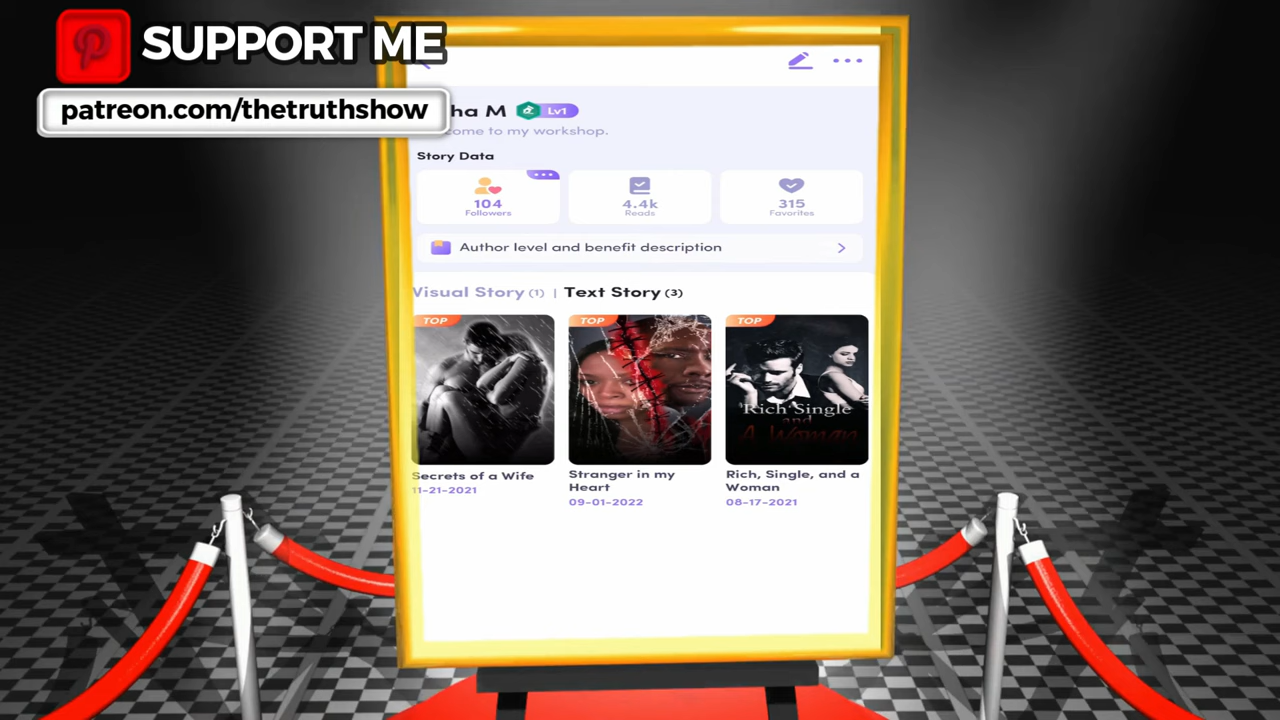 SUPPORT ME
patreon.com/thetruthshow
ha M Lv1
come to my workshop.
Story Data
104
Followers
4.4k
Reads
315
Favorites
Author level and benefit description
Visual Story (1) | Text Story (3)
TOP
TOP
TOP
Rich Single
and
A Woman
Secrets of a Wife
11-21-2021
Stranger in my
Heart
09-01-2022
Rich, Single, and a
Woman
08-17-2021